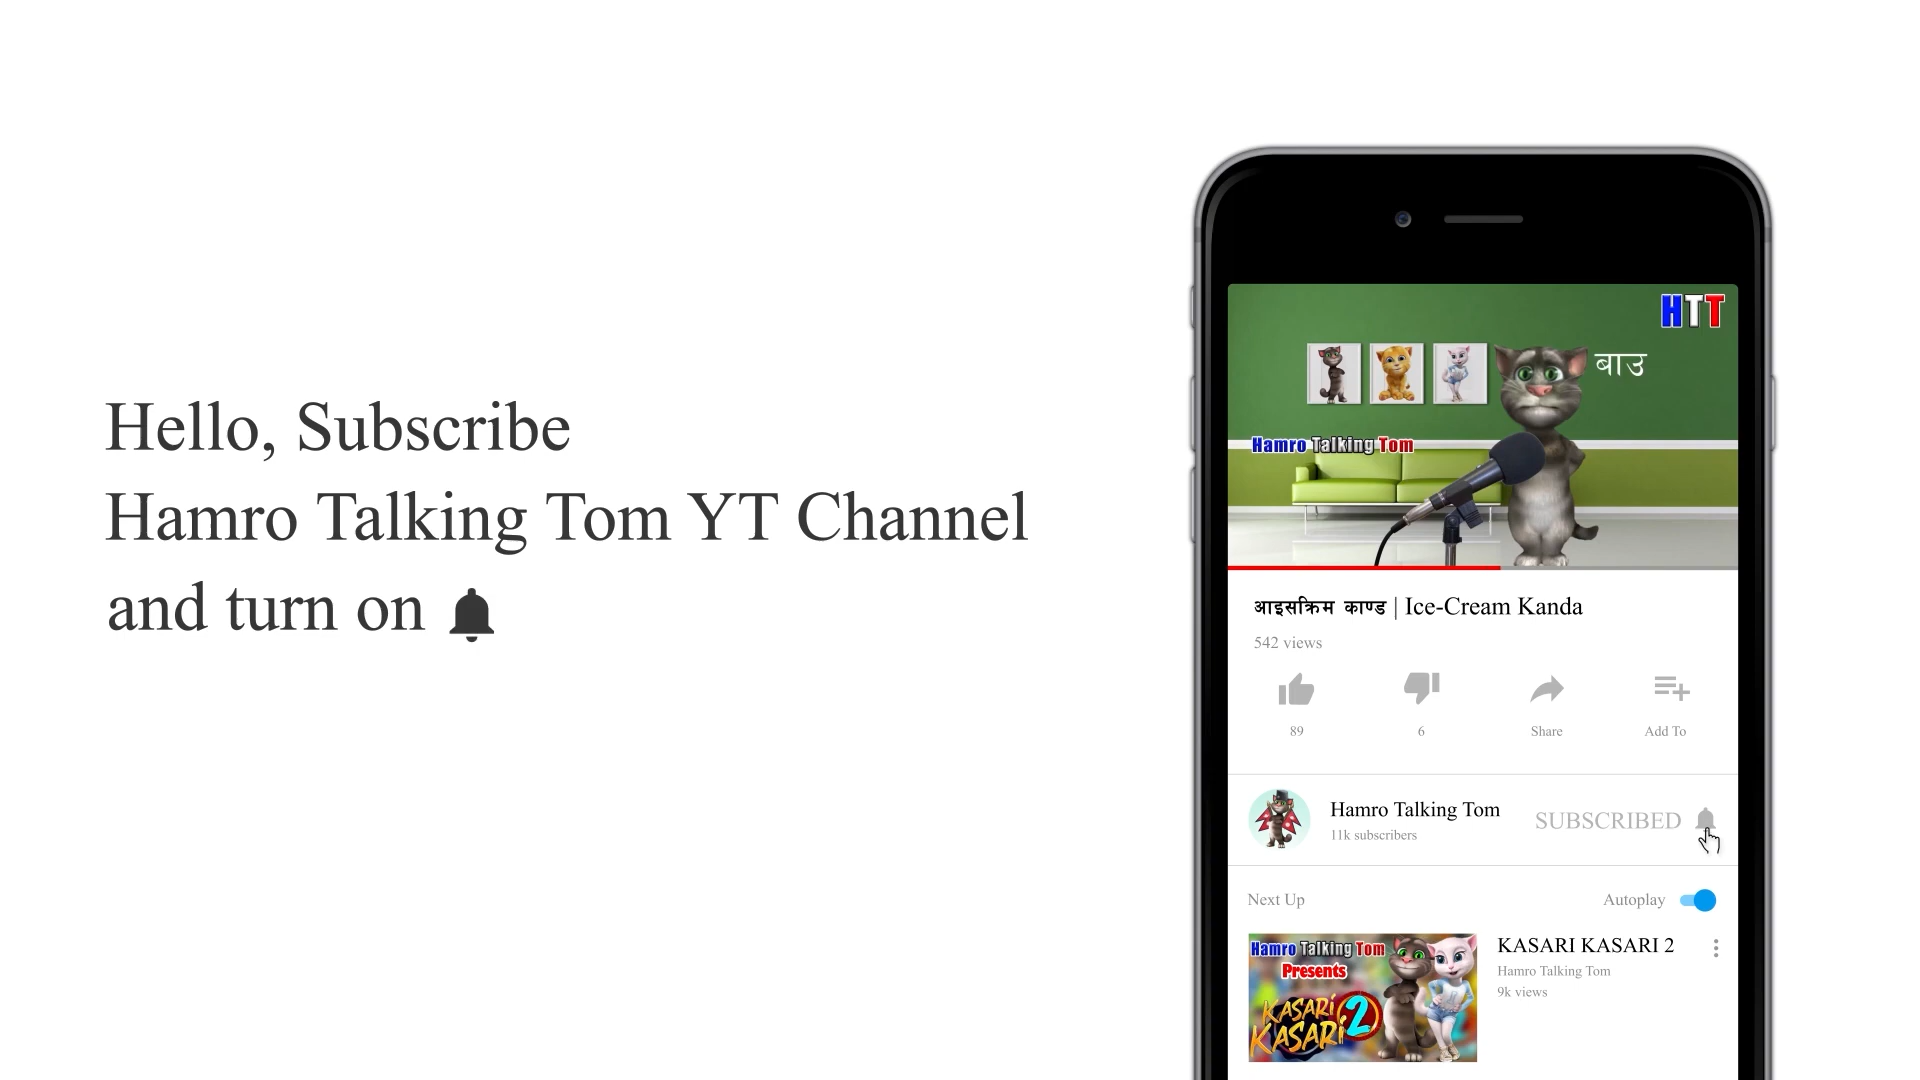 Hello, Subscribe
Hamro Talking Tom YT Channel
and turn on
HTT
बाउ
Hamro Talking Tom
आइसक्रिम काण्ड | Ice-Cream Kanda
542 views
89
6
Share
Add To
Hamro Talking Tom
11k subscribers
SUBSCRIBED
Next Up
Autoplay
Hamro Talking Tom
Presents
KASARI
KASARI 2
KASARI KASARI 2
Hamro Talking Tom
9k views